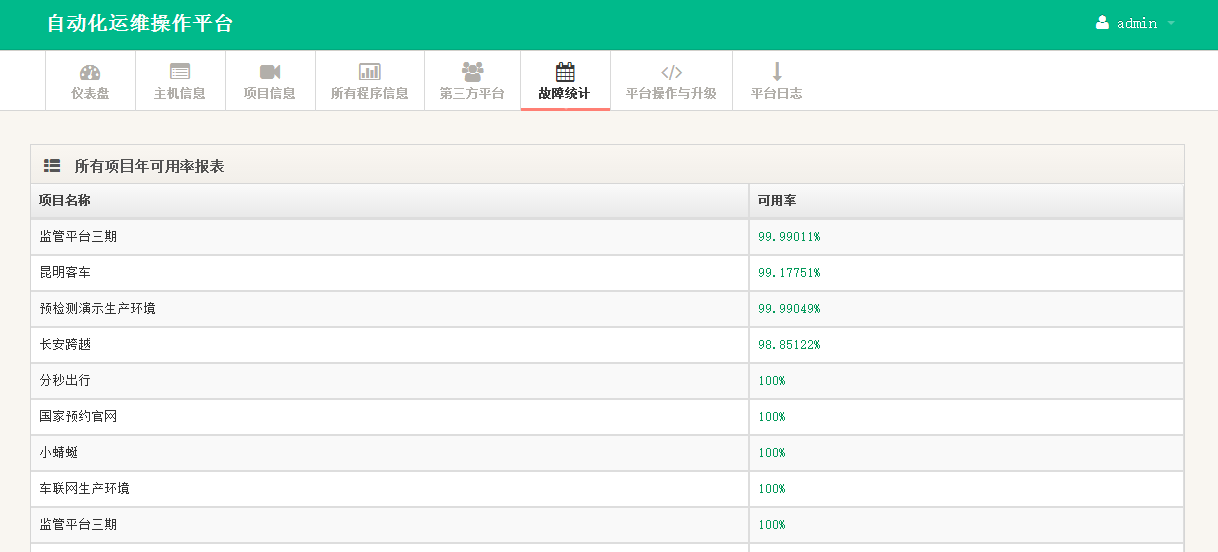 自动化运维操作平台
admin
仪表盘 主机信息 项目信息 所有程序信息 第三方平台 故障统计 平台操作与升级 平台日志
所有项目年可用率报表
项目名称 可用率
监管平台三期 99.99011%
昆明客车 99.17751%
预检测演示生产环境 99.99049%
长安跨越 98.85122%
分秒出行 100%
国家预约官网 100%
小蜻蜓 100%
车联网生产环境 100%
监管平台三期 100%